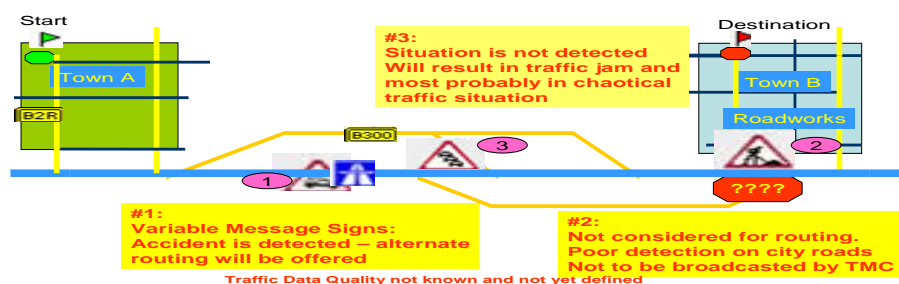 Start
Destination
#3:
Situation is not detected
Will result in traffic jam and
most probably in chaotical
traffic situation
Town A
Town B
B2R
Roadworks
B300
3
2
1
????
#1:
Variable Message Signs:
Accident is detected – alternate
routing will be offered
#2:
Not considered for routing.
Poor detection on city roads
Not to be broadcasted by TMC
Traffic Data Quality not known and not yet defined